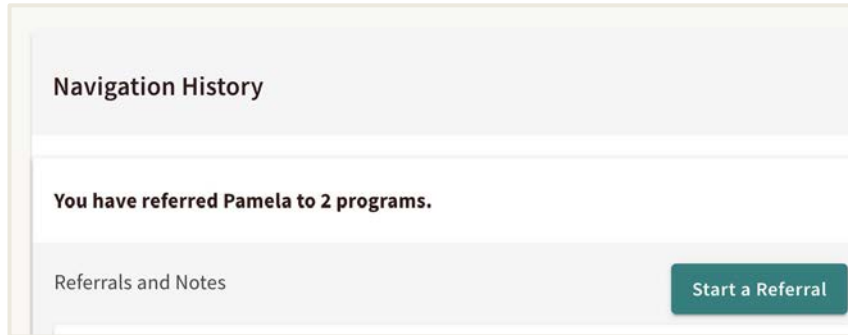 Navigation History
You have referred Pamela to 2 programs.
Referrals and Notes
Start a Referral